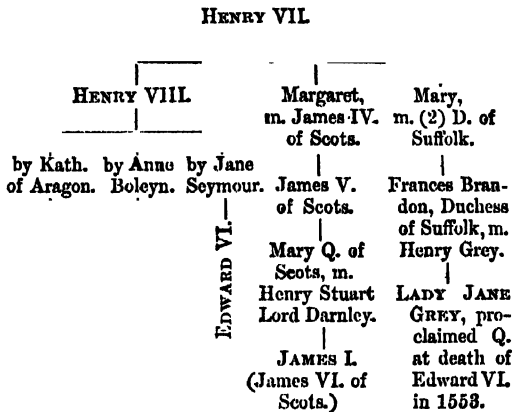 HENRY VII.
HENRY VIII.
by Kath.
of Aragon.
by Anne
Boleyn.
by Jane
Seymour.
EDWARD VI.
Margaret,
m. James IV.
of Scots.
James V.
of Scots.
Mary Q. of
Scots, m.
Henry Stuart
Lord Darnley.
JAMES I.
(James VI. of
Scots.)
Mary,
m. (2) D. of
Suffolk.
Frances Bran-
don, Duchess
of Suffolk, m.
Henry Grey.
LADY JANE
GREY, pro-
claimed Q.
at death of
Edward VI.
in 1553.